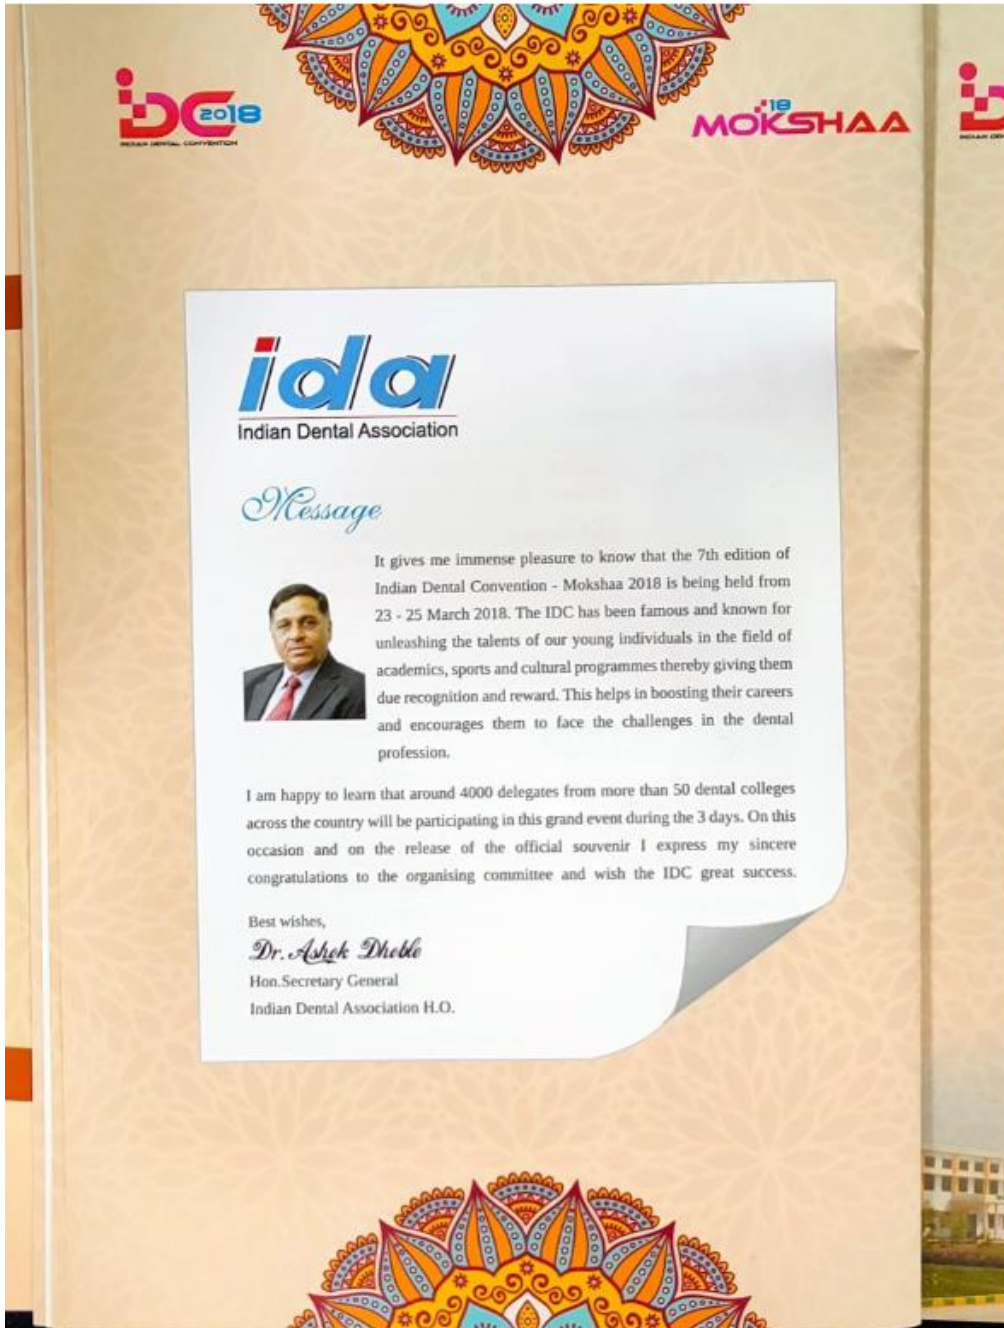 iDC 2018
INDIAN DENTAL CONVENTION
MOKSHAA '18
ida
Indian Dental Association
Message
It gives me immense pleasure to know that the 7th edition of
Indian Dental Convention - Mokshaa 2018 is being held from
23 - 25 March 2018. The IDC has been famous and known for
unleashing the talents of our young individuals in the field of
academics, sports and cultural programmes thereby giving them
due recognition and reward. This helps in boosting their careers
and encourages them to face the challenges in the dental
profession.
I am happy to learn that around 4000 delegates from more than 50 dental colleges
across the country will be participating in this grand event during the 3 days. On this
occasion and on the release of the official souvenir I express my sincere
congratulations to the organising committee and wish the IDC great success.
Best wishes,
Dr. Ashok Dhoble
Hon.Secretary General
Indian Dental Association H.O.